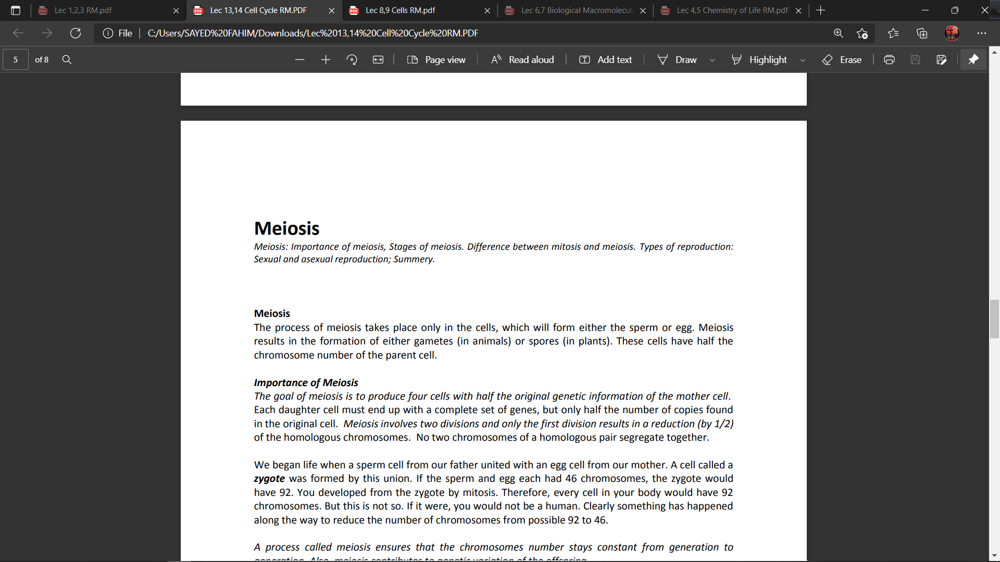 Lec 1,2,3 RM.pdf
Lec 13,14 Cell Cycle RM.PDF
Lec 8,9 Cells RM.pdf
Lec 6,7 Biological Macromolecul
Lec 4,5 Chemistry of Life RM.pdf
File
C:/Users/SAYED%20FAHIM/Downloads/Lec%2013,14%20Cell%20Cycle%20RM.PDF
5 of 8
Page view
Read aloud
Add text
Draw
Highlight
Erase
Meiosis
Meiosis: Importance of meiosis, Stages of meiosis. Difference between mitosis and meiosis. Types of reproduction:
Sexual and asexual reproduction; Summery.
Meiosis
The process of meiosis takes place only in the cells, which will form either the sperm or egg. Meiosis
results in the formation of either gametes (in animals) or spores (in plants). These cells have half the
chromosome number of the parent cell.
Importance of Meiosis
The goal of meiosis is to produce four cells with half the original genetic information of the mother cell.
Each daughter cell must end up with a complete set of genes, but only half the number of copies found
in the original cell. Meiosis involves two divisions and only the first division results in a reduction (by 1/2)
of the homologous chromosomes. No two chromosomes of a homologous pair segregate together.
We began life when a sperm cell from our father united with an egg cell from our mother. A cell called a
zygote was formed by this union. If the sperm and egg each had 46 chromosomes, the zygote would
have 92. You developed from the zygote by mitosis. Therefore, every cell in your body would have 92
chromosomes. But this is not so. If it were, you would not be a human. Clearly something has happened
along the way to reduce the number of chromosomes from possible 92 to 46.
A process called meiosis ensures that the chromosomes number stays constant from generation to
generation. Also, meiosis contributes to genetic variation of the offspring.